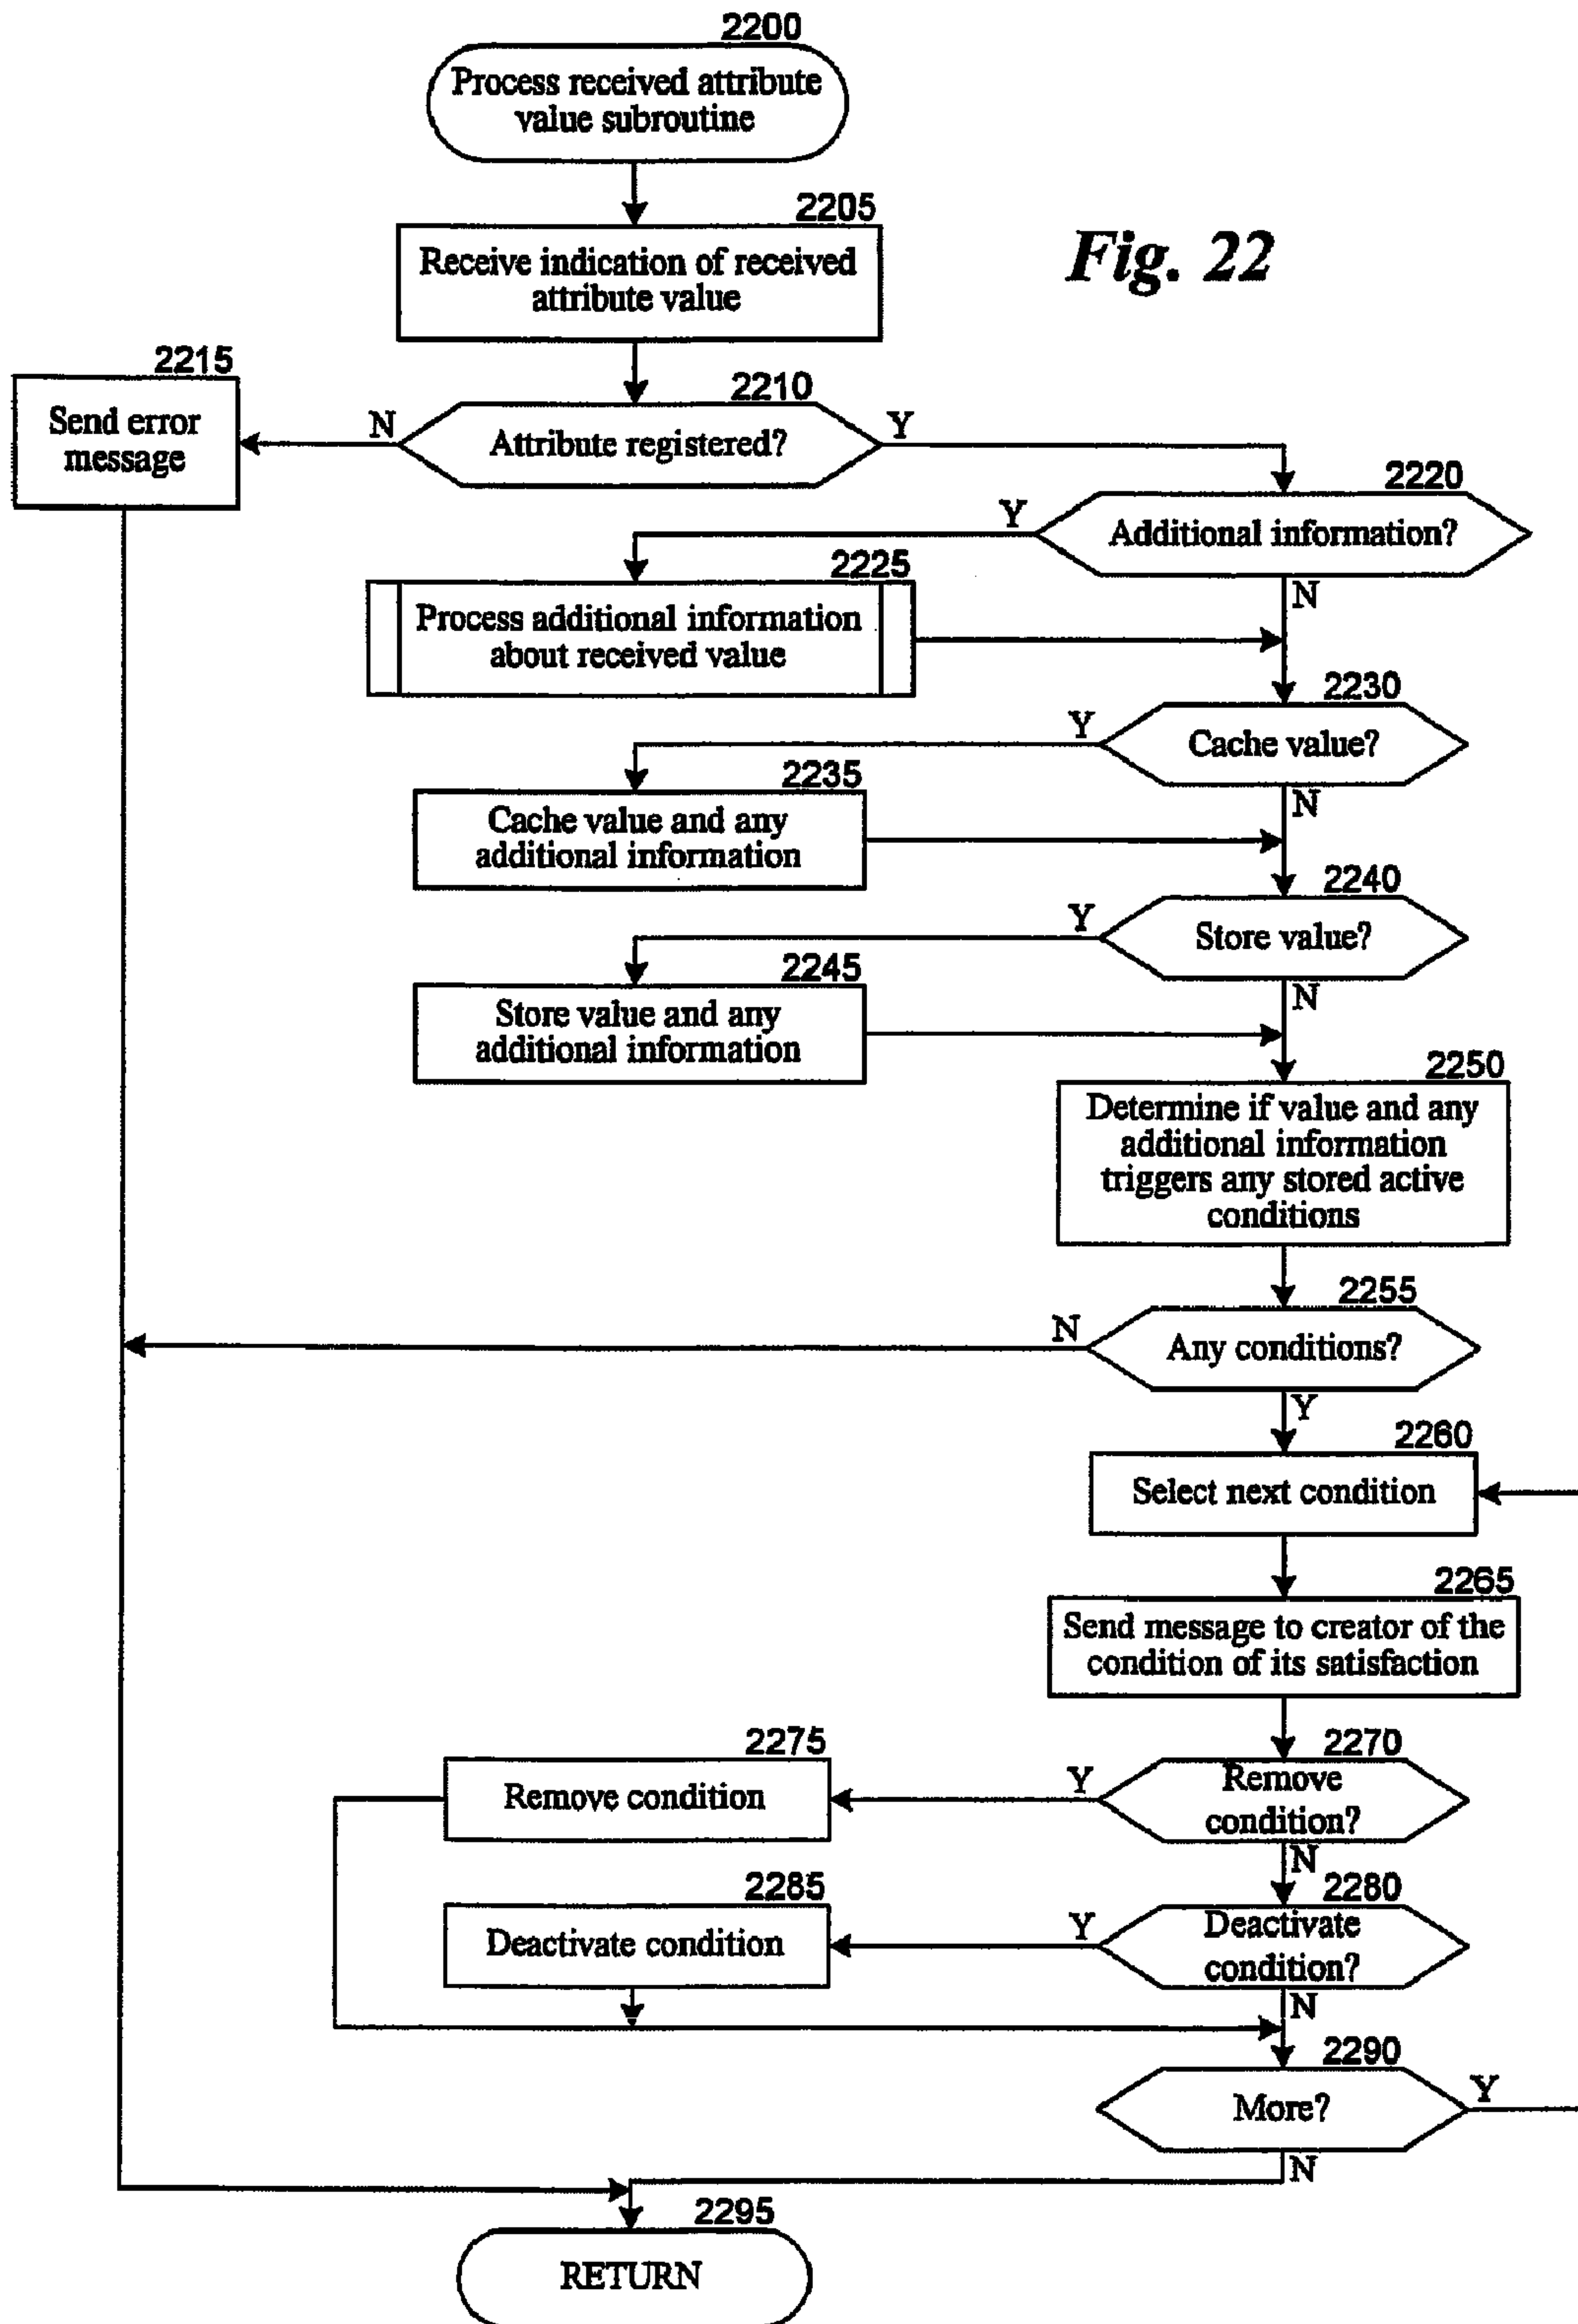 2200
Process received attribute
value subroutine
2205
Receive indication of received
attribute value
Fig. 22
2215
Send error
message
N
2210
Attribute registered?
Y
2220
Additional information?
Y
N
2225
Process additional information
about received value
2230
Cache value?
Y
N
2235
Cache value and any
additional information
2240
Store value?
Y
N
2245
Store value and any
additional information
2250
Determine if value and any
additional information
triggers any stored active
conditions
2255
Any conditions?
N
Y
2260
Select next condition
2265
Send message to creator of the
condition of its satisfaction
2270
Remove
condition?
Y
N
2275
Remove condition
2280
Deactivate
condition?
Y
N
2285
Deactivate condition
2290
More?
Y
N
2295
RETURN